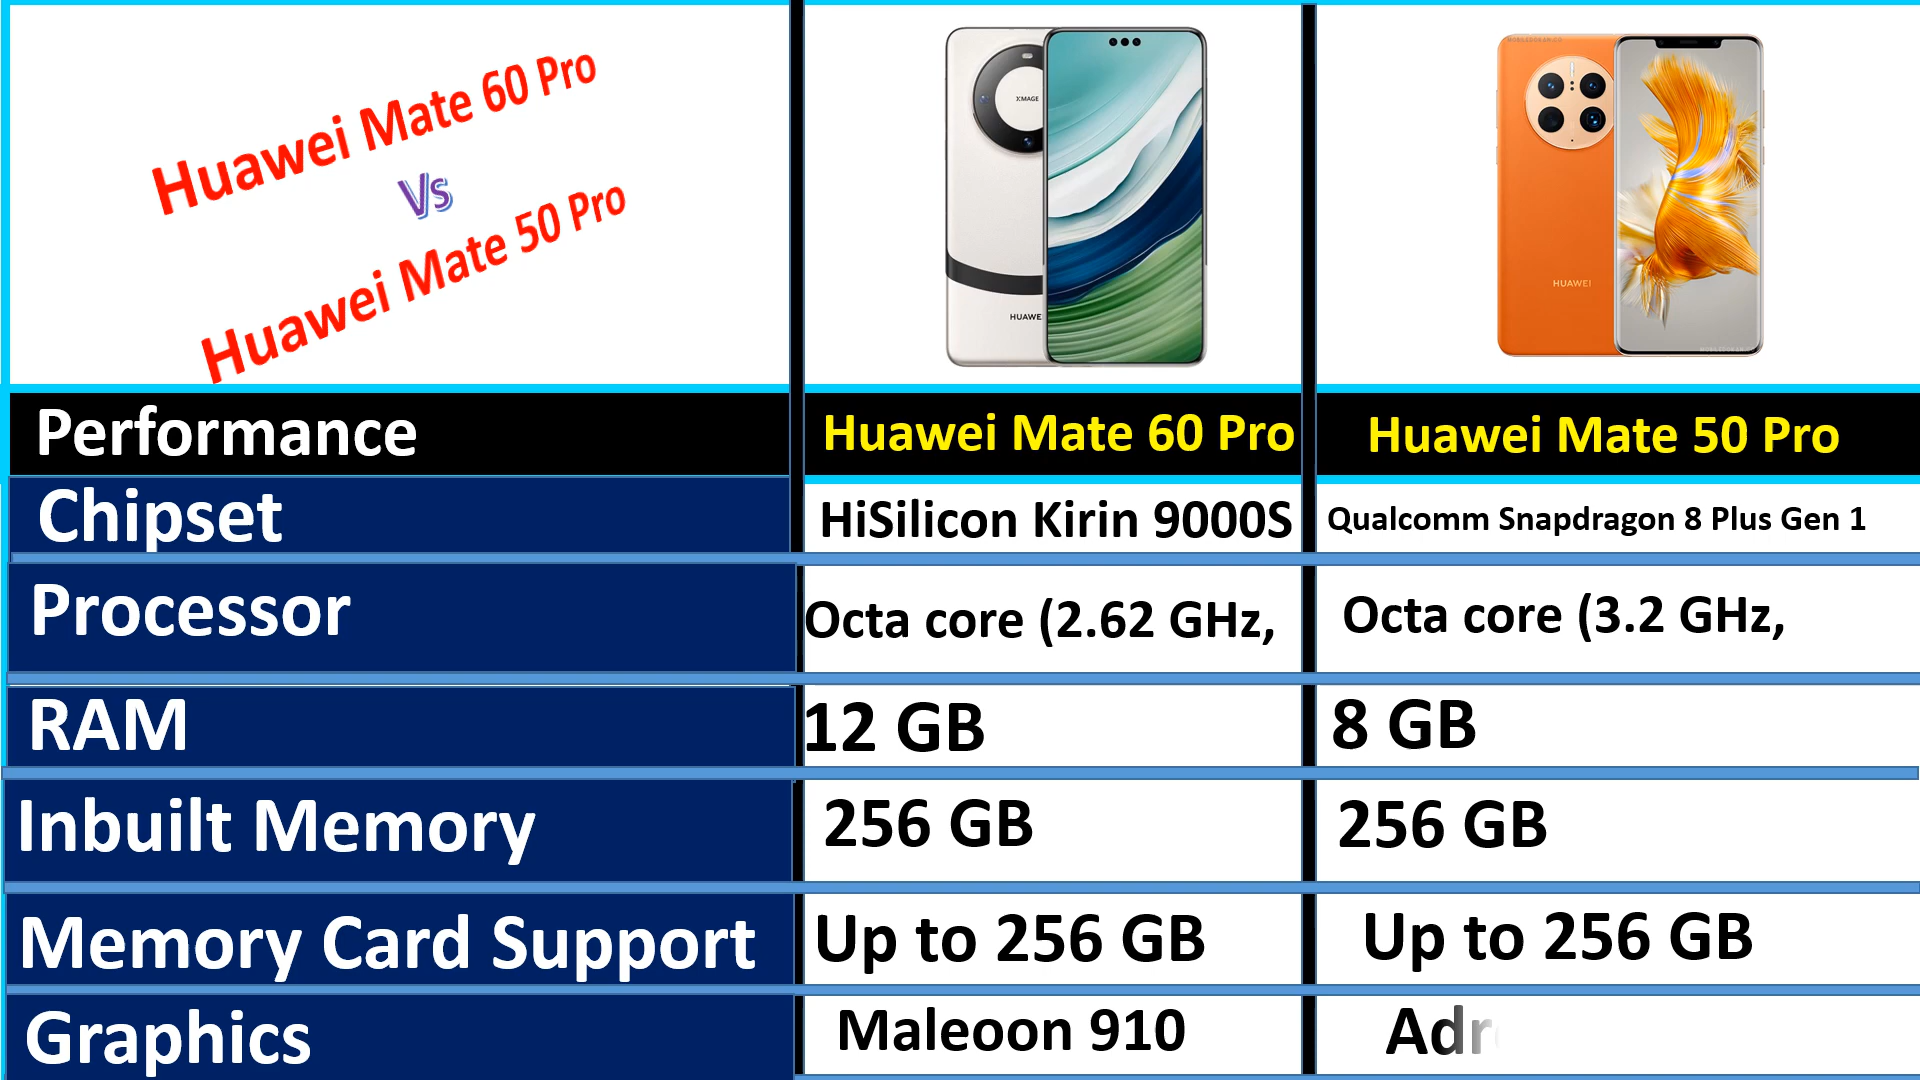 Huawei Mate 60 Pro
Vs
Huawei Mate 50 Pro
XMAGE
HUAWE
HUAWEI
Performance
Huawei Mate 60 Pro
Huawei Mate 50 Pro
Chipset
HiSilicon Kirin 9000S
Qualcomm Snapdragon 8 Plus Gen 1
Processor
Octa core (2.62 GHz,
Octa core (3.2 GHz,
RAM
12 GB
8 GB
Inbuilt Memory
256 GB
256 GB
Memory Card Support
Up to 256 GB
Up to 256 GB
Graphics
Maleoon 910
Adr